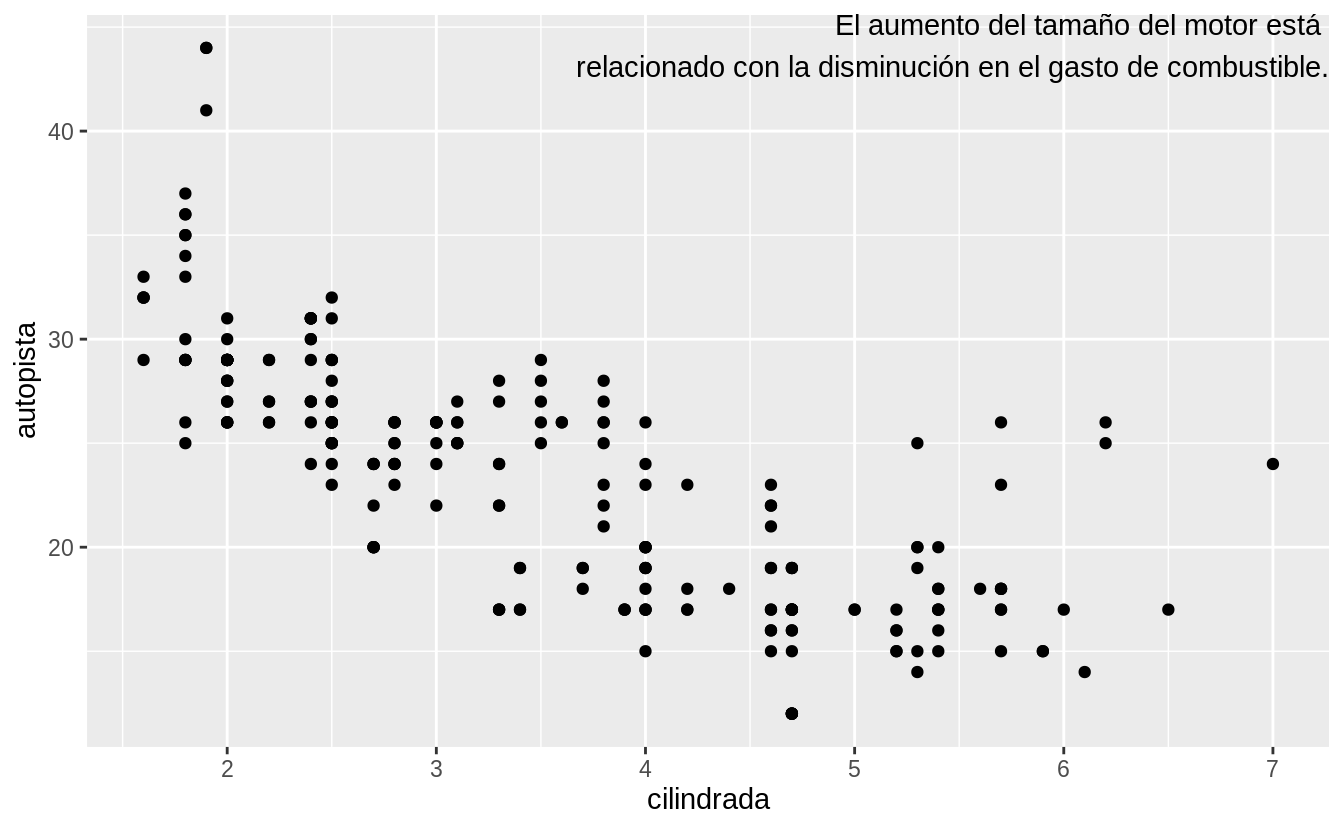 El aumento del tamaño del motor está
relacionado con la disminución en el gasto de combustible.
40
30
20
autopista
2 3 4 5 6 7
cilindrada